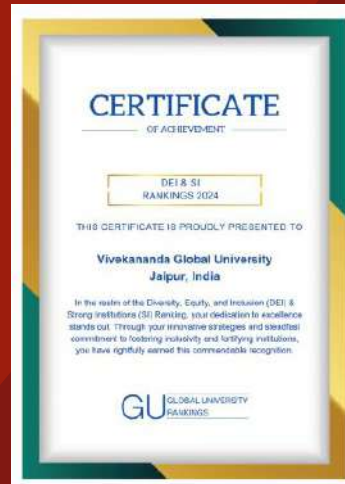 CERTIFICATE
OF ACHIEVEMENT
DEI & SI
RANKINGS 2024
THIS CERTIFICATE IS PROUDLY PRESENTED TO
Vivekananda Global University
Jaipur, India
In the realm of the Diversity, Equity, and Inclusion (DEI) &
Strong Institutions (SI) Ranking, your dedication to excellence
stands out. Through your innovative strategies and steadfast
commitment to fostering inclusivity and fortifying institutions,
you have rightfully earned this commendable recognition.
GU GLOBAL UNIVERSITY
RANKINGS